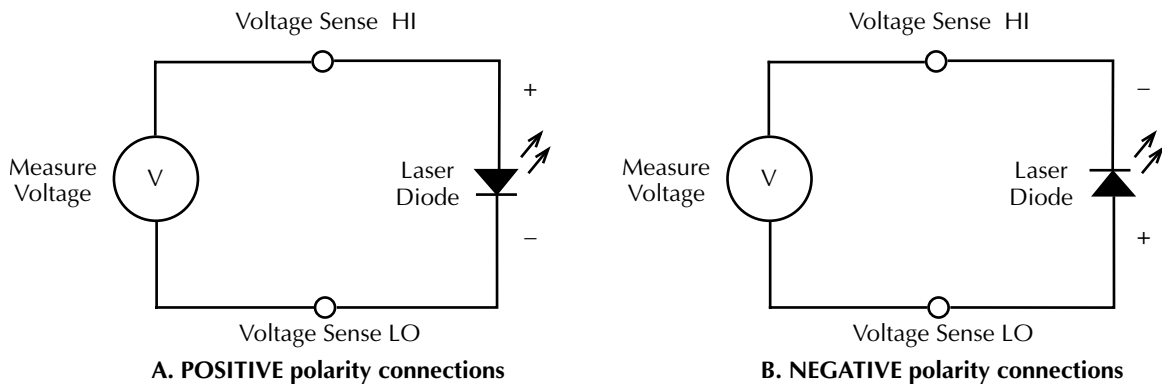 Voltage Sense HI
+
Measure
Voltage
V
Laser
Diode
–
Voltage Sense LO
A. POSITIVE polarity connections
Voltage Sense HI
–
Measure
Voltage
V
Laser
Diode
+
Voltage Sense LO
B. NEGATIVE polarity connections